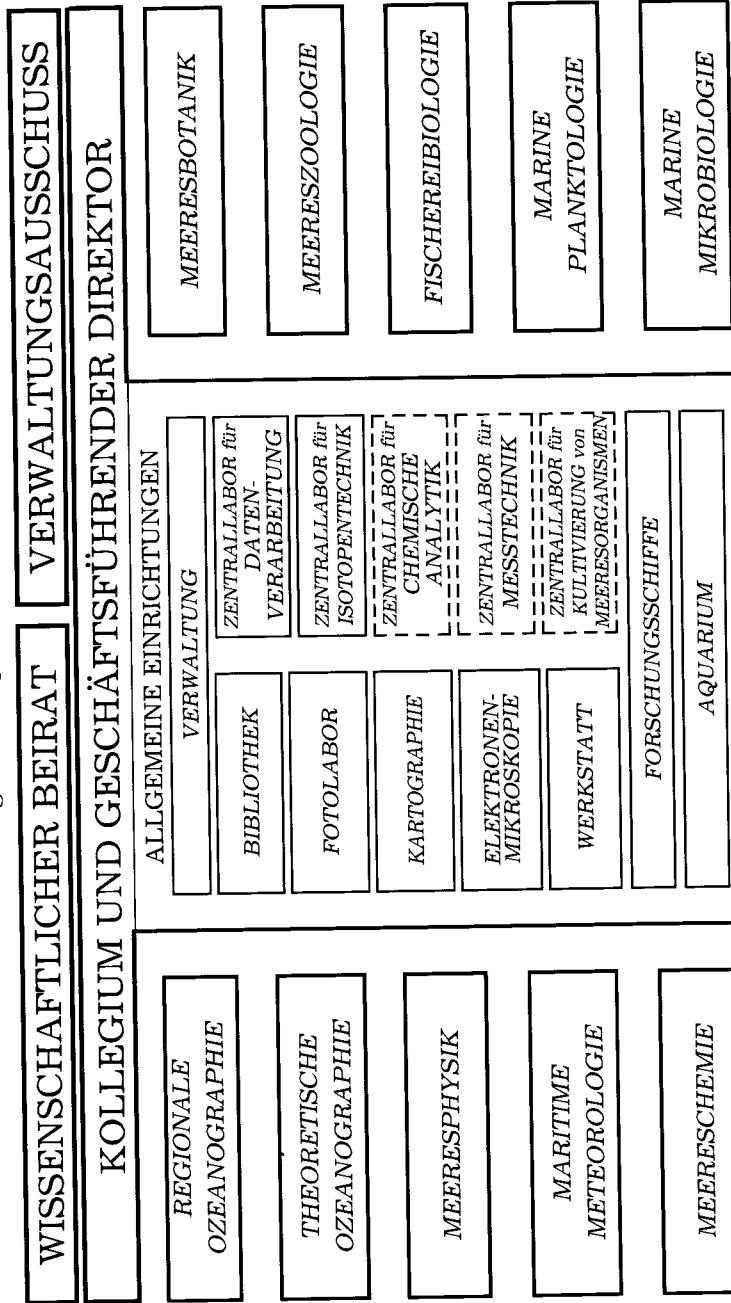 WISSENSCHAFTLICHER BEIRAT
VERWALTUNGSAUSSCHUSS
KOLLEGIUM UND GESCHÄFTSFÜHRENDER DIREKTOR
REGIONALE
OZEANOGRAPHIE
THEORETISCHE
OZEANOGRAPHIE
MEERESPHYSIK
MARITIME
METEOROLOGIE
MEERESCHEMIE
ALLGEMEINE EINRICHTUNGEN
VERWALTUNG
BIBLIOTHEK
ZENTRALLABOR für
DATEN-
VERARBEITUNG
FOTOLABOR
ZENTRALLABOR für
ISOTOPENTECHNIK
KARTOGRAPHIE
ZENTRALLABOR für
CHEMISCHE
ANALYTIK
ELEKTRONEN-
MIKROSKOPIE
ZENTRALLABOR für
MESSTECHNIK
WERKSTATT
ZENTRALLABOR für
KULTIVIERUNG von
MEERESORGANISMEN
FORSCHUNGSSCHIFFE
AQUARIUM
MEERESBOTANIK
MEERESZOOLOGIE
FISCHEREIBIOLOGIE
MARINE
PLANKTOLOGIE
MARINE
MIKROBIOLOGIE